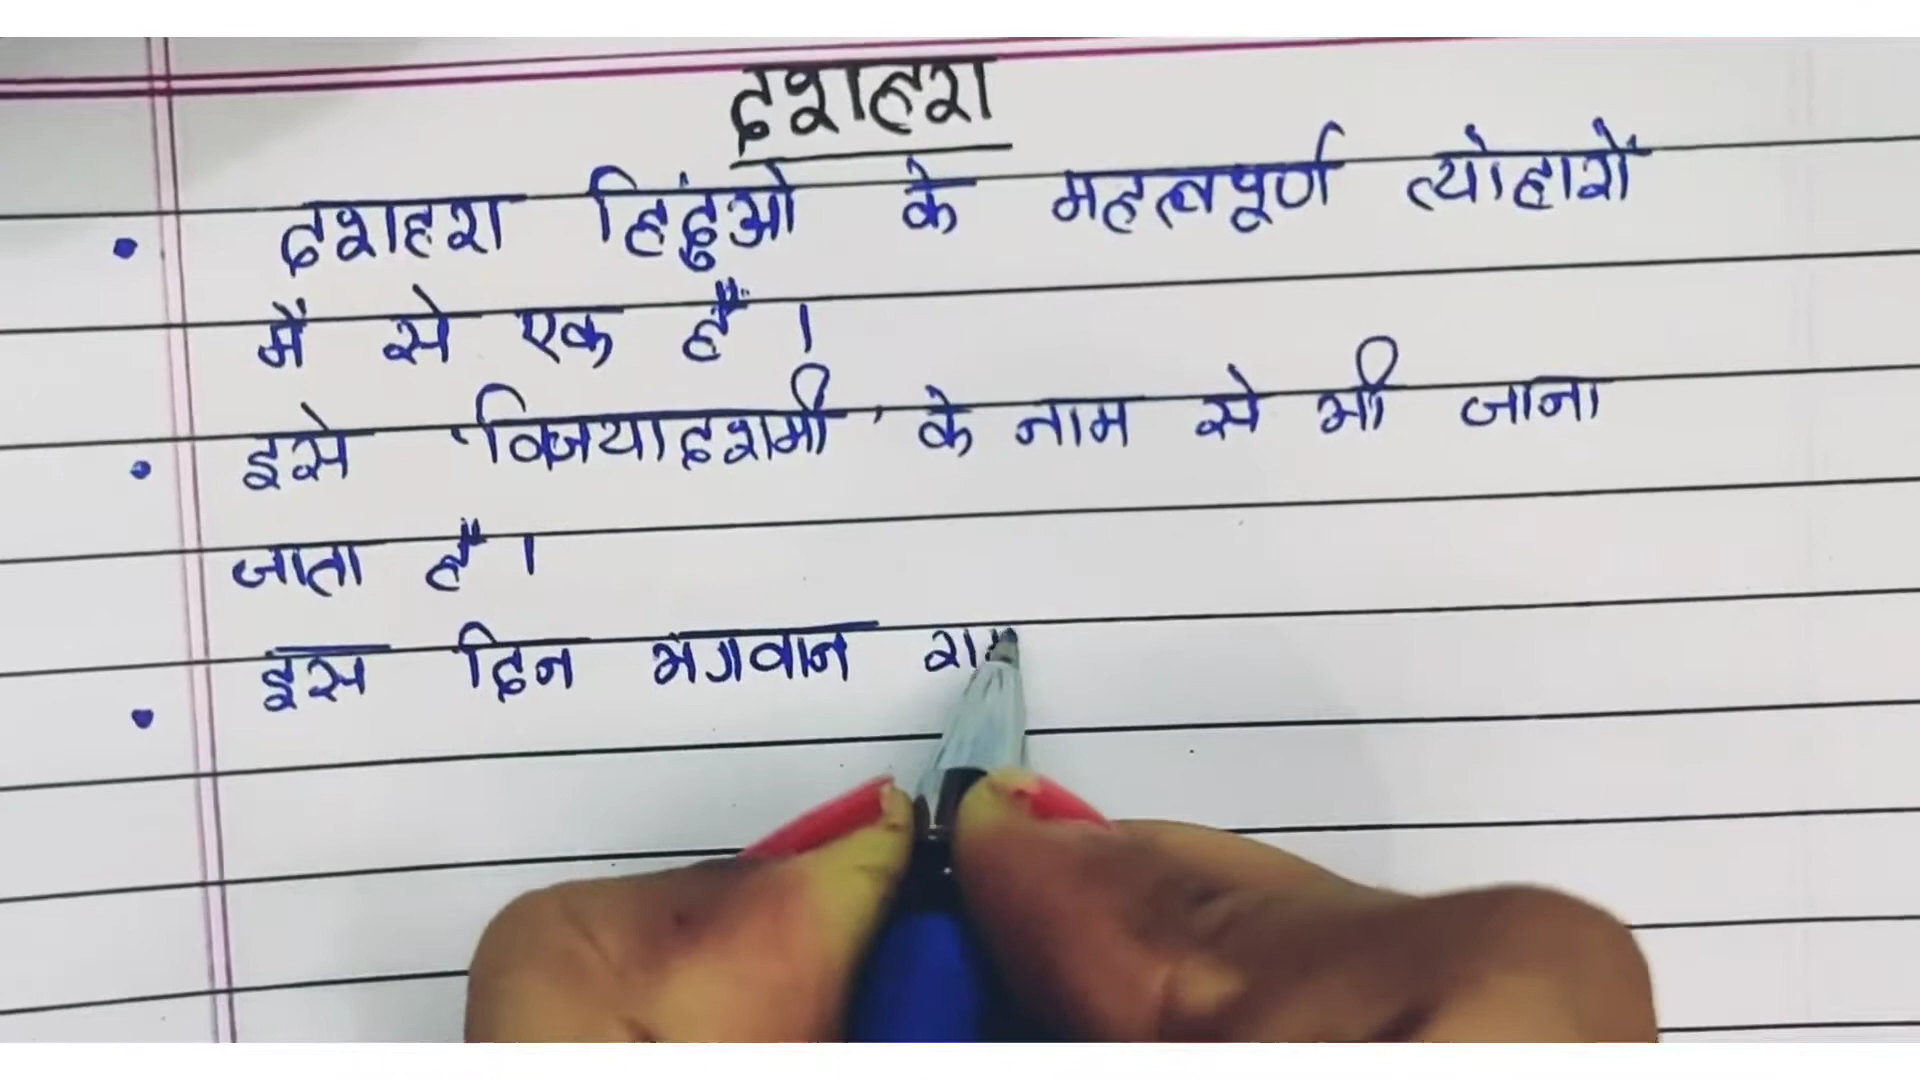 दशहरा
दशहरा हिंदुओ के महत्वपूर्ण त्योहारों
में से एक हैं ।
इसे 'विजयादशमी' के नाम से भी जाना
जाता हैं ।
इस दिन भगवान